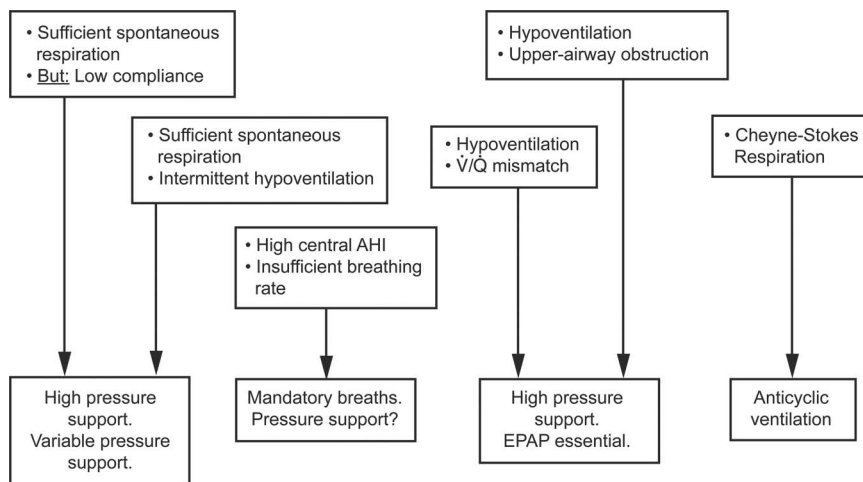 • Sufficient spontaneous
respiration
• But: Low compliance
• Hypoventilation
• Upper-airway obstruction
• Sufficient spontaneous
respiration
• Intermittent hypoventilation
• Hypoventilation
• V̇/Q̇ mismatch
• Cheyne-Stokes
Respiration
• High central AHI
• Insufficient breathing
rate
High pressure
support.
Variable pressure
support.
Mandatory breaths.
Pressure support?
High pressure
support.
EPAP essential.
Anticyclic
ventilation